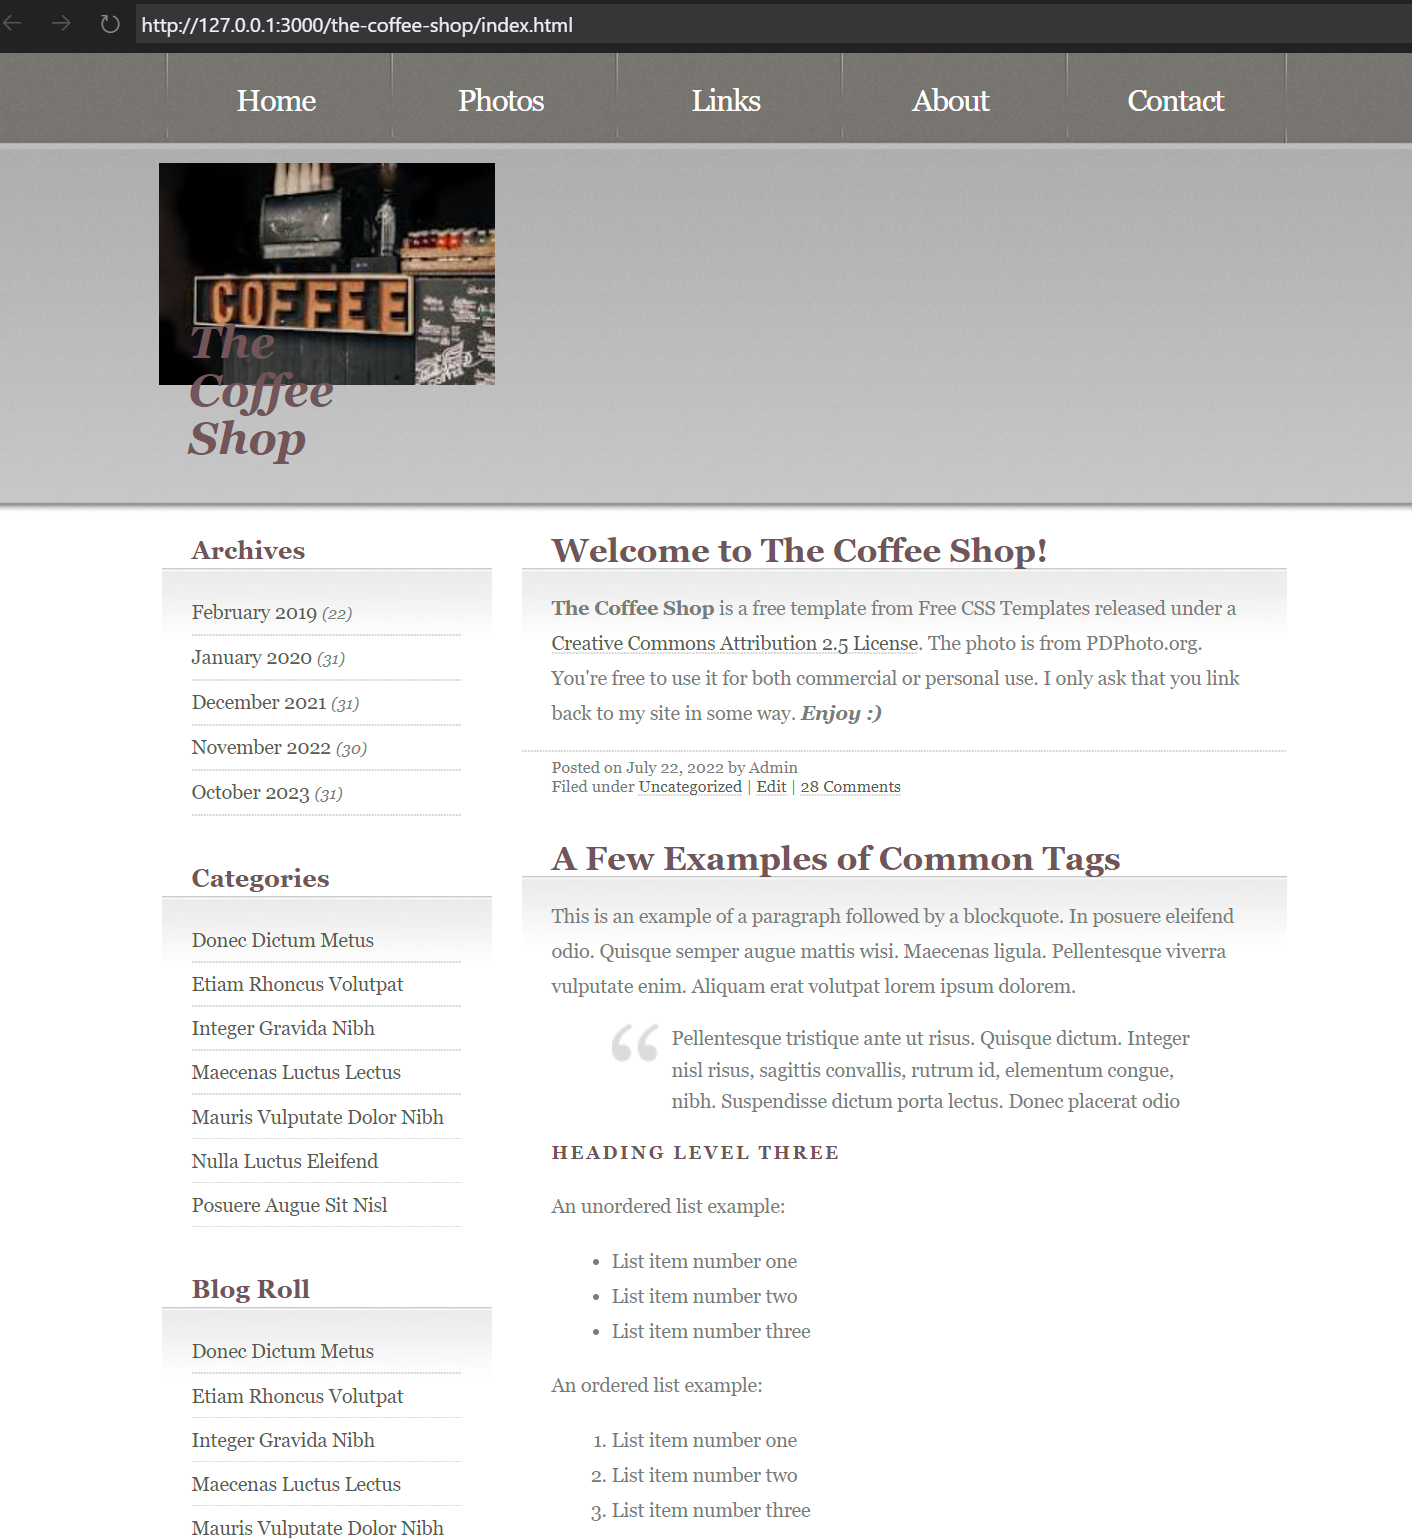 http://127.0.0.1:3000/the-coffee-shop/index.html
Home Photos Links About Contact
COFFEE
The
Coffee
Shop
Archives
February 2019 (22)
January 2020 (31)
December 2021 (31)
November 2022 (30)
October 2023 (31)
Categories
Donec Dictum Metus
Etiam Rhoncus Volutpat
Integer Gravida Nibh
Maecenas Luctus Lectus
Mauris Vulputate Dolor Nibh
Nulla Luctus Eleifend
Posuere Augue Sit Nisl
Blog Roll
Donec Dictum Metus
Etiam Rhoncus Volutpat
Integer Gravida Nibh
Maecenas Luctus Lectus
Mauris Vulputate Dolor Nibh
Welcome to The Coffee Shop!
The Coffee Shop is a free template from Free CSS Templates released under a
Creative Commons Attribution 2.5 License. The photo is from PDPhoto.org.
You're free to use it for both commercial or personal use. I only ask that you link
back to my site in some way. Enjoy :)
Posted on July 22, 2022 by Admin
Filed under Uncategorized | Edit | 28 Comments
A Few Examples of Common Tags
This is an example of a paragraph followed by a blockquote. In posuere eleifend
odio. Quisque semper augue mattis wisi. Maecenas ligula. Pellentesque viverra
vulputate enim. Aliquam erat volutpat lorem ipsum dolorem.
“ Pellentesque tristique ante ut risus. Quisque dictum. Integer
nisl risus, sagittis convallis, rutrum id, elementum congue,
nibh. Suspendisse dictum porta lectus. Donec placerat odio
HEADING LEVEL THREE
An unordered list example:
• List item number one
• List item number two
• List item number three
An ordered list example:
1. List item number one
2. List item number two
3. List item number three